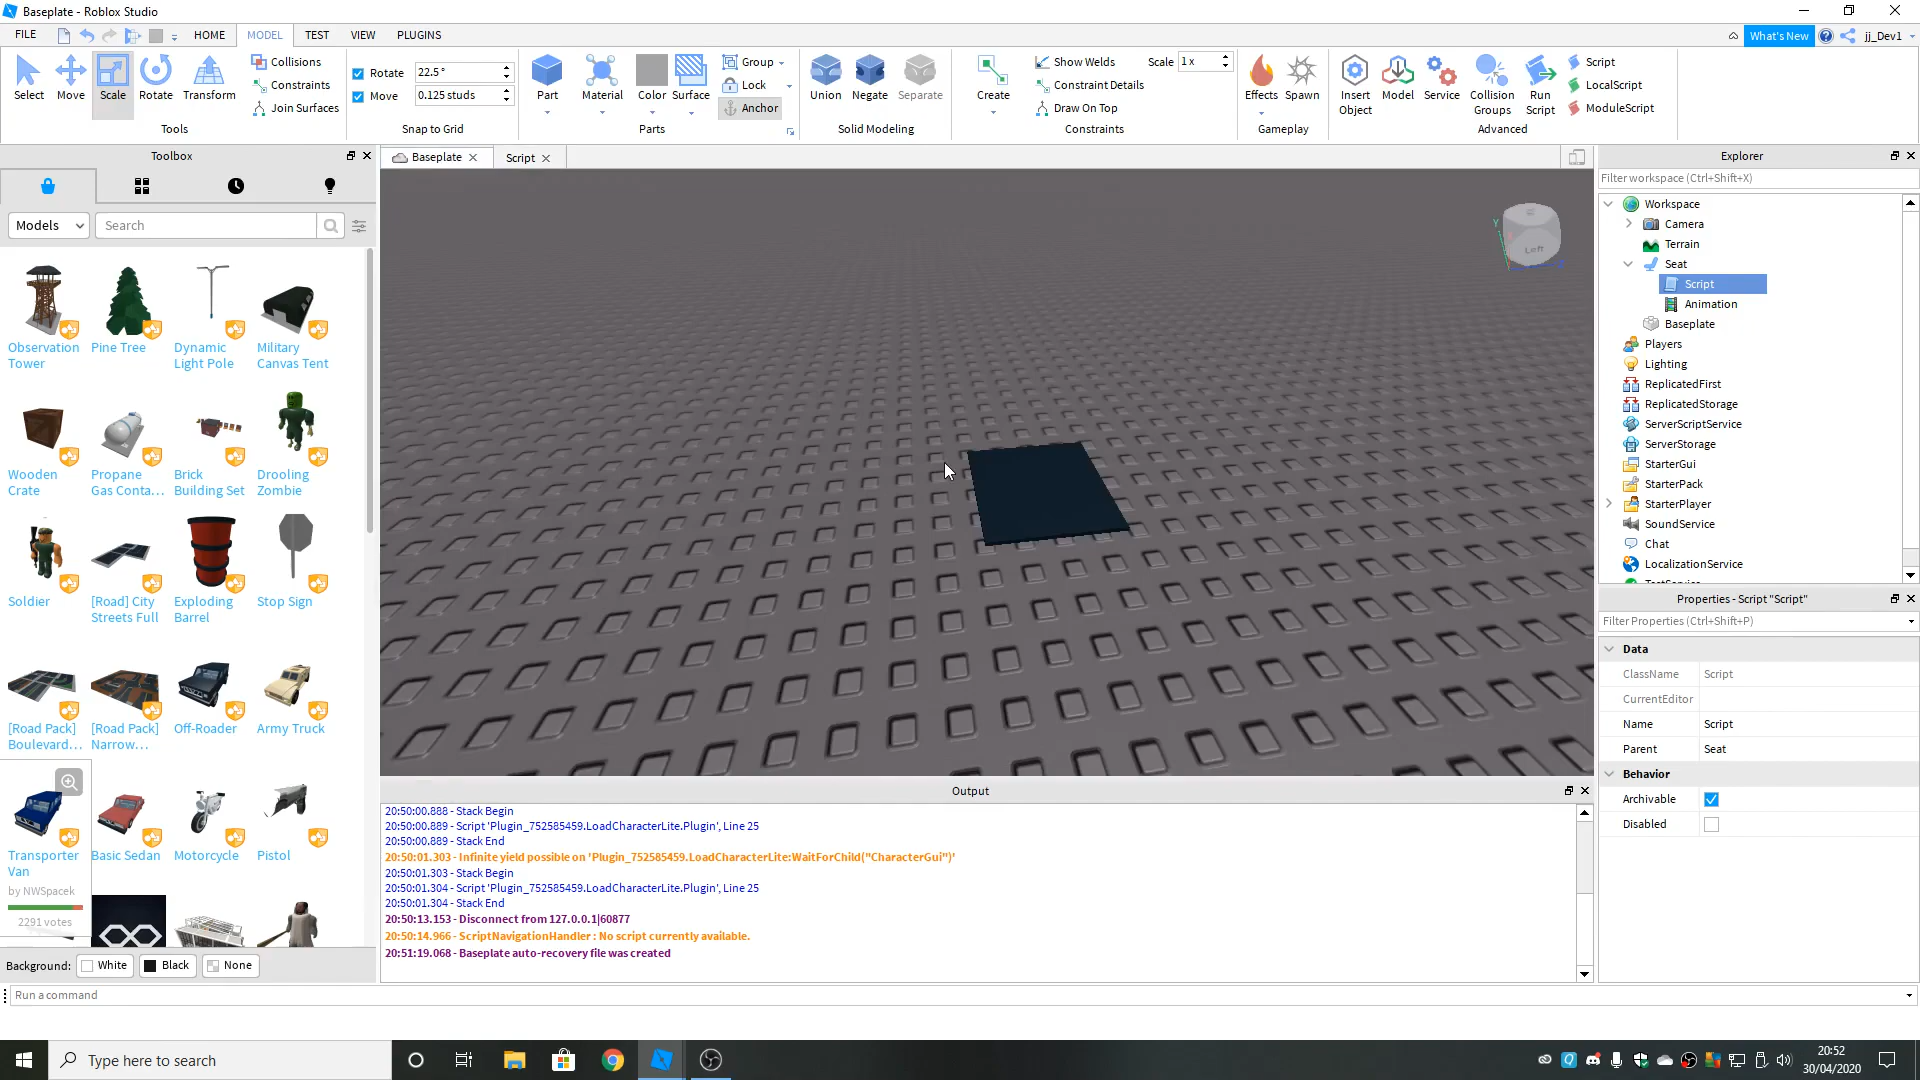 Baseplate - Roblox Studio
FILE HOME MODEL TEST VIEW PLUGINS What's New jj_Dev1
Select Move Scale Rotate Transform
Collisions
Constraints
Join Surfaces
Tools
Rotate 22.5 °
Move 0.125 studs
Snap to Grid
Part Material Color Surface
Group
Lock
Anchor
Parts
Union Negate Separate
Solid Modeling
Create
Show Welds Scale 1 x
Constraint Details
Draw On Top
Constraints
Effects Spawn
Gameplay
Insert Object Model Service Collision Groups Run Script
Script
LocalScript
ModuleScript
Advanced
Toolbox
Models Search
Observation Tower
Pine Tree
Dynamic Light Pole
Military Canvas Tent
Wooden Crate
Propane Gas Conta...
Brick Building Set
Drooling Zombie
Soldier
[Road] City Streets Full
Exploding Barrel
Stop Sign
[Road Pack] Boulevard...
[Road Pack] Narrow...
Off-Roader
Army Truck
Transporter Van
by NWSpacek
2291 votes
Basic Sedan
Motorcycle
Pistol
Background: White Black None
Baseplate Script
Y
Left
Output
20:50:00.888 - Stack Begin
20:50:00.889 - Script 'Plugin_752585459.LoadCharacterLite.Plugin', Line 25
20:50:00.889 - Stack End
20:50:01.303 - Infinite yield possible on 'Plugin_752585459.LoadCharacterLite:WaitForChild("CharacterGui")'
20:50:01.303 - Stack Begin
20:50:01.304 - Script 'Plugin_752585459.LoadCharacterLite.Plugin', Line 25
20:50:01.304 - Stack End
20:50:13.153 - Disconnect from 127.0.0.1|60877
20:50:14.966 - ScriptNavigationHandler : No script currently available.
20:51:19.068 - Baseplate auto-recovery file was created
Explorer
Filter workspace (Ctrl+Shift+X)
Workspace
Camera
Terrain
Seat
Script
Animation
Baseplate
Players
Lighting
ReplicatedFirst
ReplicatedStorage
ServerScriptService
ServerStorage
StarterGui
StarterPack
StarterPlayer
SoundService
Chat
LocalizationService
TestService
Properties - Script "Script"
Filter Properties (Ctrl+Shift+P)
Data
ClassName Script
CurrentEditor
Name Script
Parent Seat
Behavior
Archivable
Disabled
Run a command
Type here to search
20:52
30/04/2020